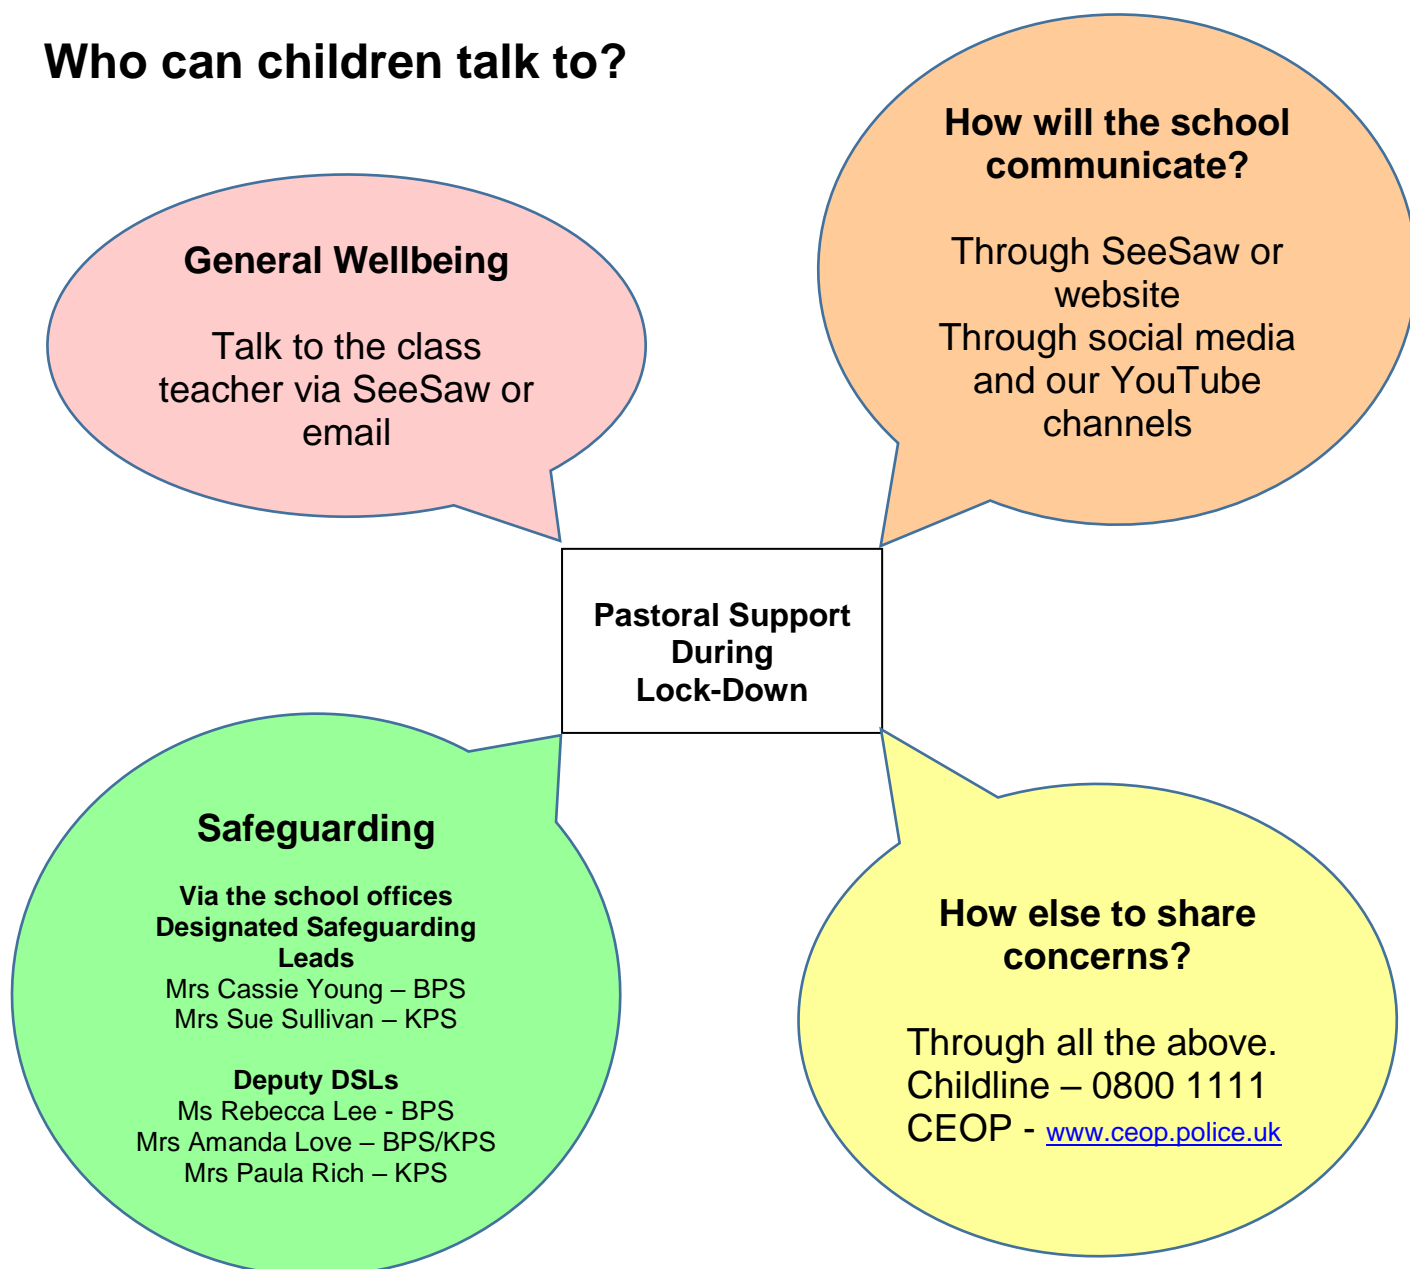 Who can children talk to?
General Wellbeing
Talk to the class
teacher via SeeSaw or
email
How will the school
communicate?
Through SeeSaw or
website
Through social media
and our YouTube
channels
Pastoral Support
During
Lock-Down
Safeguarding
Via the school offices
Designated Safeguarding
Leads
Mrs Cassie Young – BPS
Mrs Sue Sullivan – KPS
Deputy DSLs
Ms Rebecca Lee - BPS
Mrs Amanda Love – BPS/KPS
Mrs Paula Rich – KPS
How else to share
concerns?
Through all the above.
Childline – 0800 1111
CEOP - www.ceop.police.uk